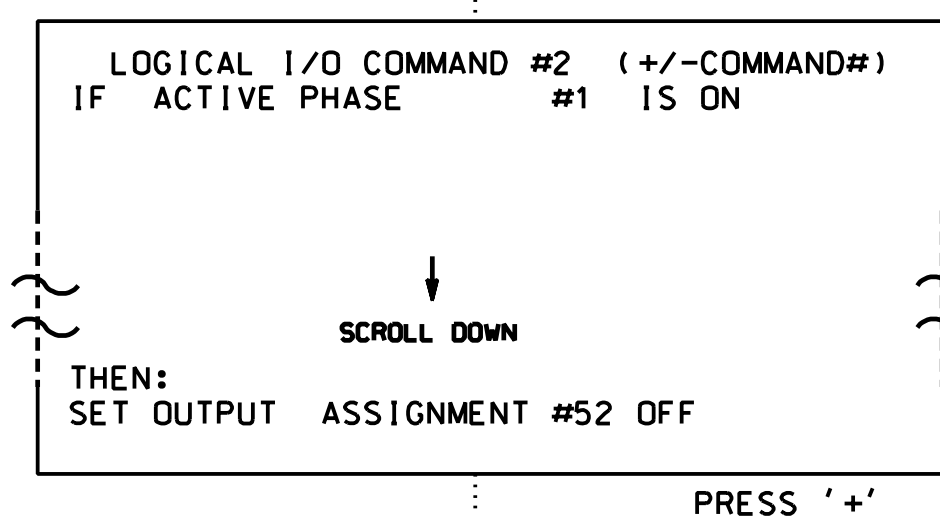 LOGICAL I/O COMMAND #2 (+/-COMMAND#)
IF ACTIVE PHASE #1 IS ON
SCROLL DOWN
THEN:
SET OUTPUT ASSIGNMENT #52 OFF
PRESS '+'